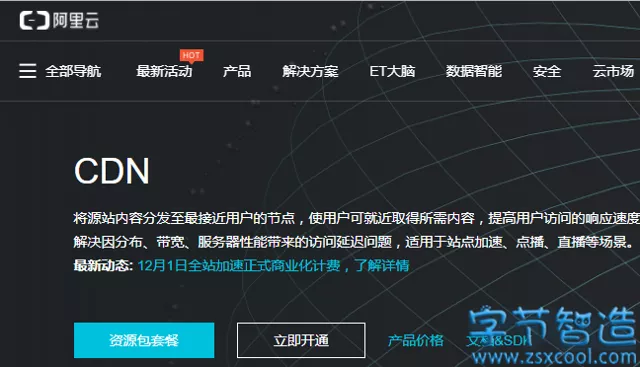 阿里云
全部导航 最新活动 HOT 产品 解决方案 ET大脑 数据智能 安全 云市场
CDN
将源站内容分发至最接近用户的节点，使用户可就近取得所需内容，提高用户访问的响应速度
解决因分布、带宽、服务器性能带来的访问延迟问题，适用于站点加速、点播、直播等场景。
最新动态: 12月1日全站加速正式商业化计费，了解详情
资源包套餐 立即开通 产品价格 文档&SDK
字节智造
www.zsxcool.com